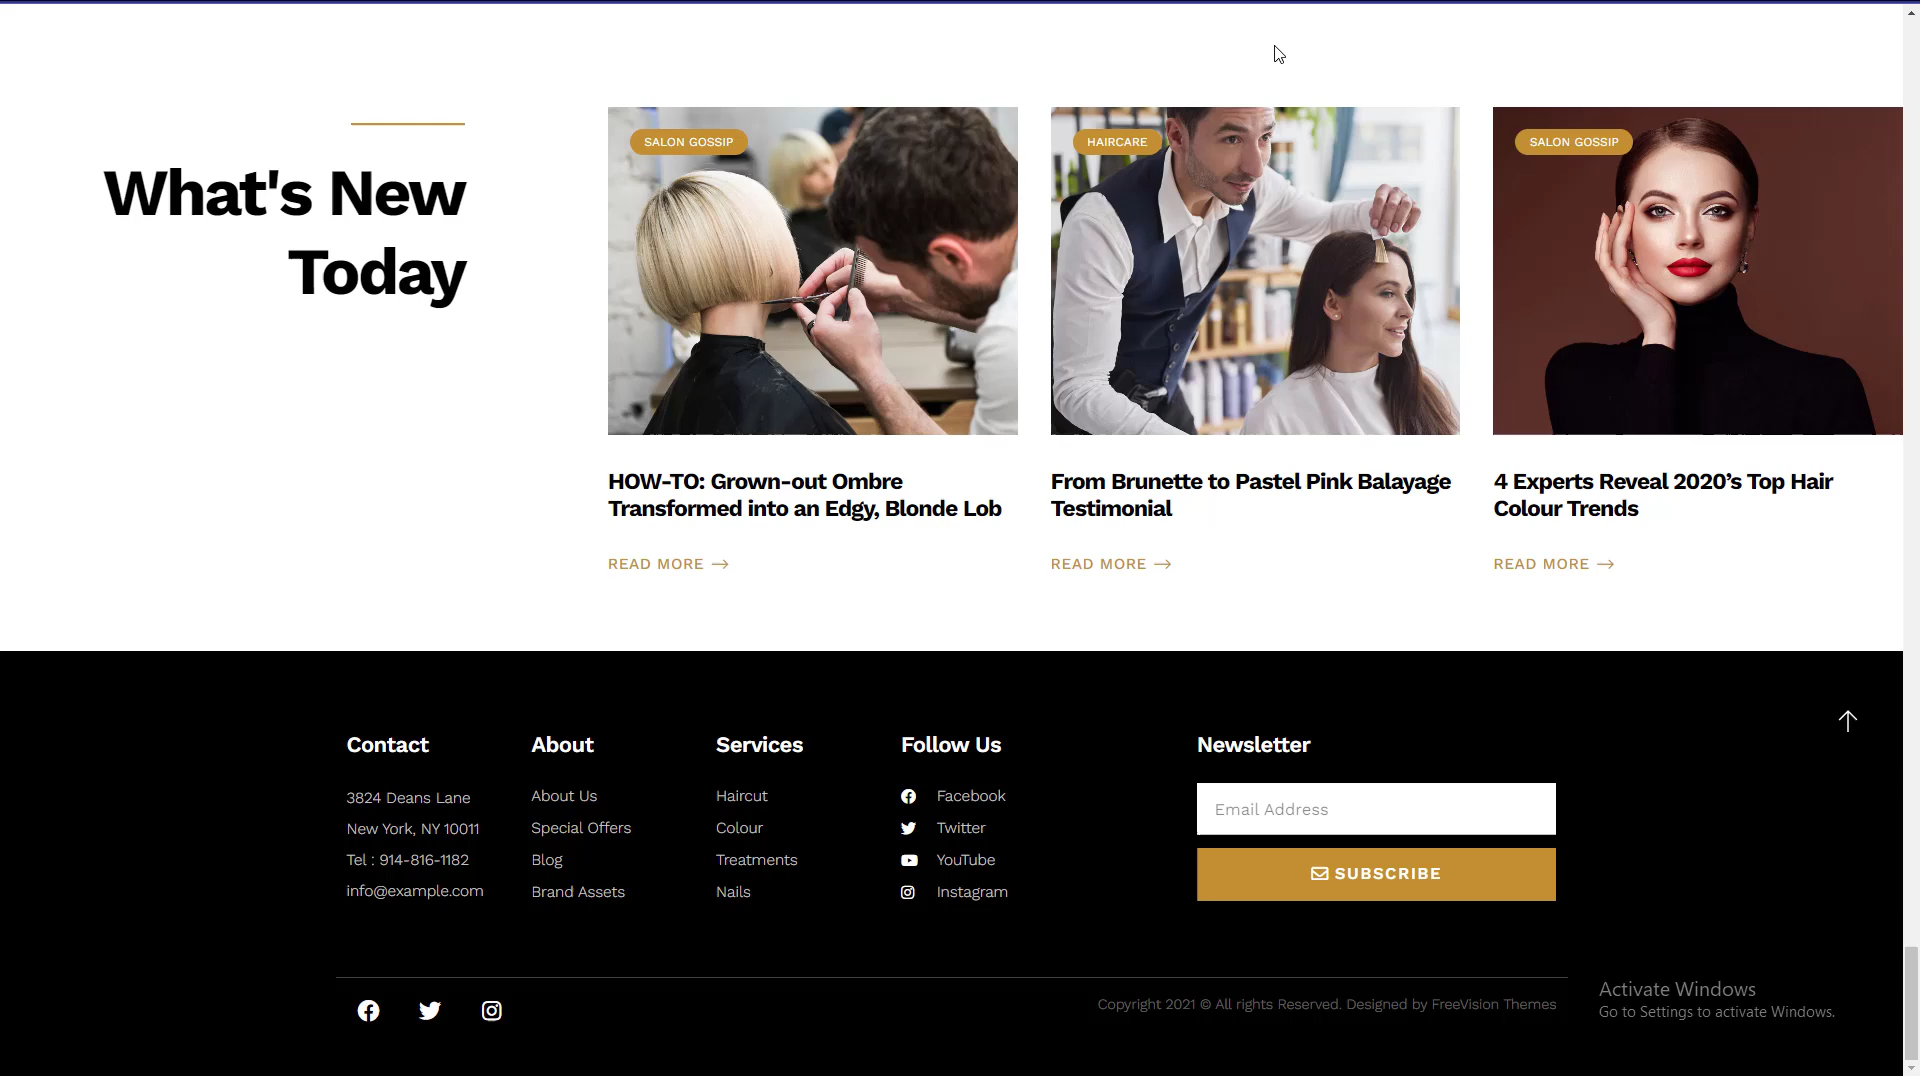 What's New
Today
SALON GOSSIP
HOW-TO: Grown-out Ombre
Transformed into an Edgy, Blonde Lob
READ MORE →
HAIRCARE
From Brunette to Pastel Pink Balayage
Testimonial
READ MORE →
SALON GOSSIP
4 Experts Reveal 2020’s Top Hair
Colour Trends
READ MORE →
Contact
3824 Deans Lane
New York, NY 10011
Tel : 914-816-1182
info@example.com
About
About Us
Special Offers
Blog
Brand Assets
Services
Haircut
Colour
Treatments
Nails
Follow Us
Facebook
Twitter
YouTube
Instagram
Newsletter
Email Address
SUBSCRIBE
Copyright 2021 © All rights Reserved. Designed by FreeVision Themes
Activate Windows
Go to Settings to activate Windows.